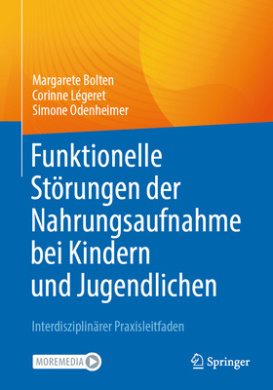 Margarete Bolten
Corinne Légeret
Simone Odenheimer
Funktionelle
Störungen der
Nahrungsaufnahme
bei Kindern
und Jugendlichen
Interdisziplinärer Praxisleitfaden
MOREMEDIA
Springer